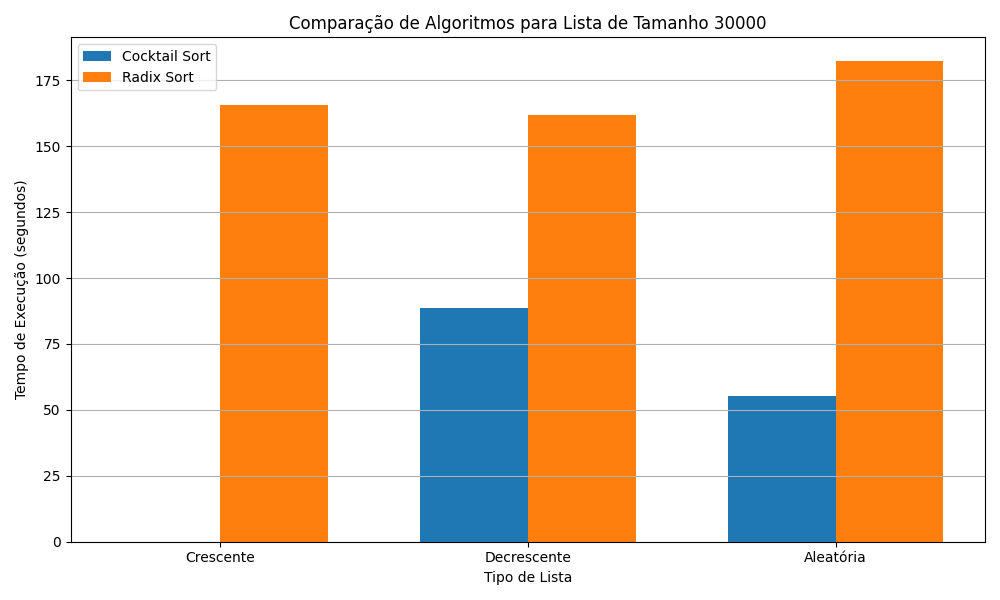 Comparação de Algoritmos para Lista de Tamanho 30000
Cocktail Sort
Radix Sort
Tempo de Execução (segundos)
175
150
125
100
75
50
25
0
Crescente
Decrescente
Aleatória
Tipo de Lista